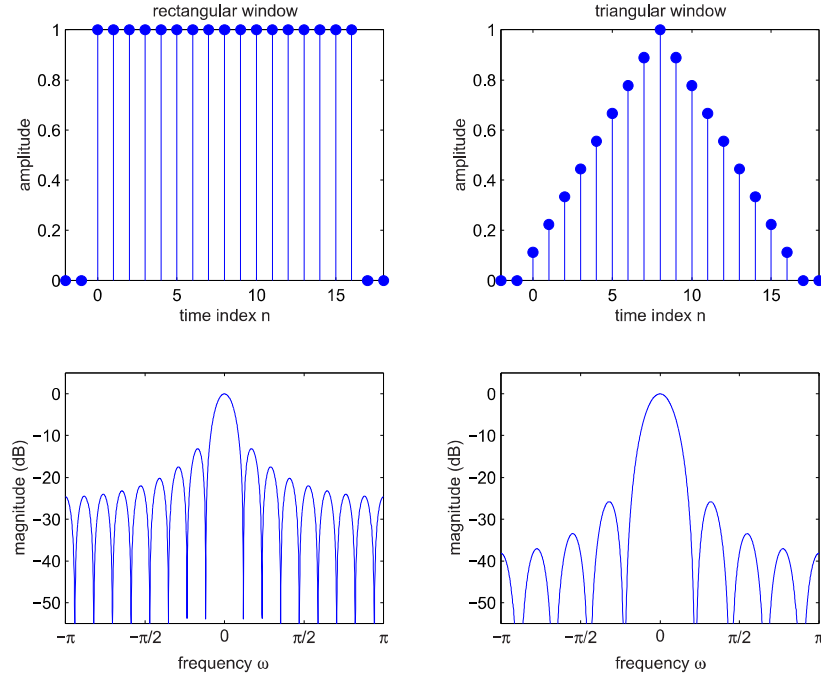 rectangular window
1
0.8
0.6
0.4
0.2
0
amplitude
0 5 10 15
time index n
triangular window
1
0.8
0.6
0.4
0.2
0
amplitude
0 5 10 15
time index n
0
−10
−20
−30
−40
−50
magnitude (dB)
−π −π/2 0 π/2 π
frequency ω
0
−10
−20
−30
−40
−50
magnitude (dB)
−π −π/2 0 π/2 π
frequency ω